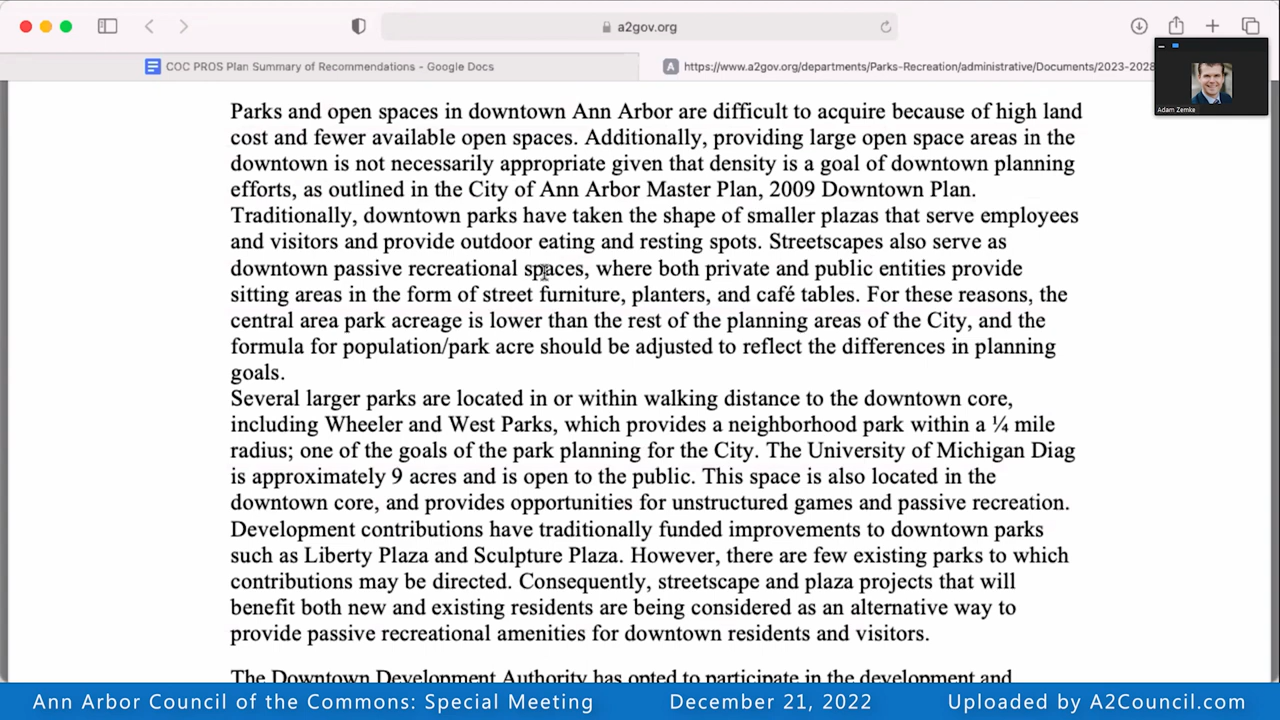 a2gov.org
COC PROS Plan Summary of Recommendations - Google Docs
A https://www.a2gov.org/departments/Parks-Recreation/administrative/Documents/2023-2028
Adam Zemke
Parks and open spaces in downtown Ann Arbor are difficult to acquire because of high land
cost and fewer available open spaces. Additionally, providing large open space areas in the
downtown is not necessarily appropriate given that density is a goal of downtown planning
efforts, as outlined in the City of Ann Arbor Master Plan, 2009 Downtown Plan.
Traditionally, downtown parks have taken the shape of smaller plazas that serve employees
and visitors and provide outdoor eating and resting spots. Streetscapes also serve as
downtown passive recreational spaces, where both private and public entities provide
sitting areas in the form of street furniture, planters, and café tables. For these reasons, the
central area park acreage is lower than the rest of the planning areas of the City, and the
formula for population/park acre should be adjusted to reflect the differences in planning
goals.
Several larger parks are located in or within walking distance to the downtown core,
including Wheeler and West Parks, which provides a neighborhood park within a ¼ mile
radius; one of the goals of the park planning for the City. The University of Michigan Diag
is approximately 9 acres and is open to the public. This space is also located in the
downtown core, and provides opportunities for unstructured games and passive recreation.
Development contributions have traditionally funded improvements to downtown parks
such as Liberty Plaza and Sculpture Plaza. However, there are few existing parks to which
contributions may be directed. Consequently, streetscape and plaza projects that will
benefit both new and existing residents are being considered as an alternative way to
provide passive recreational amenities for downtown residents and visitors.
The Downtown Development Authority has opted to participate in the development and
Ann Arbor Council of the Commons: Special Meeting December 21, 2022 Uploaded by A2Council.com